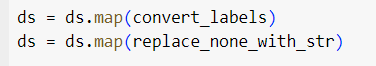 ds = ds.map(convert_labels)
ds = ds.map(replace_none_with_str)